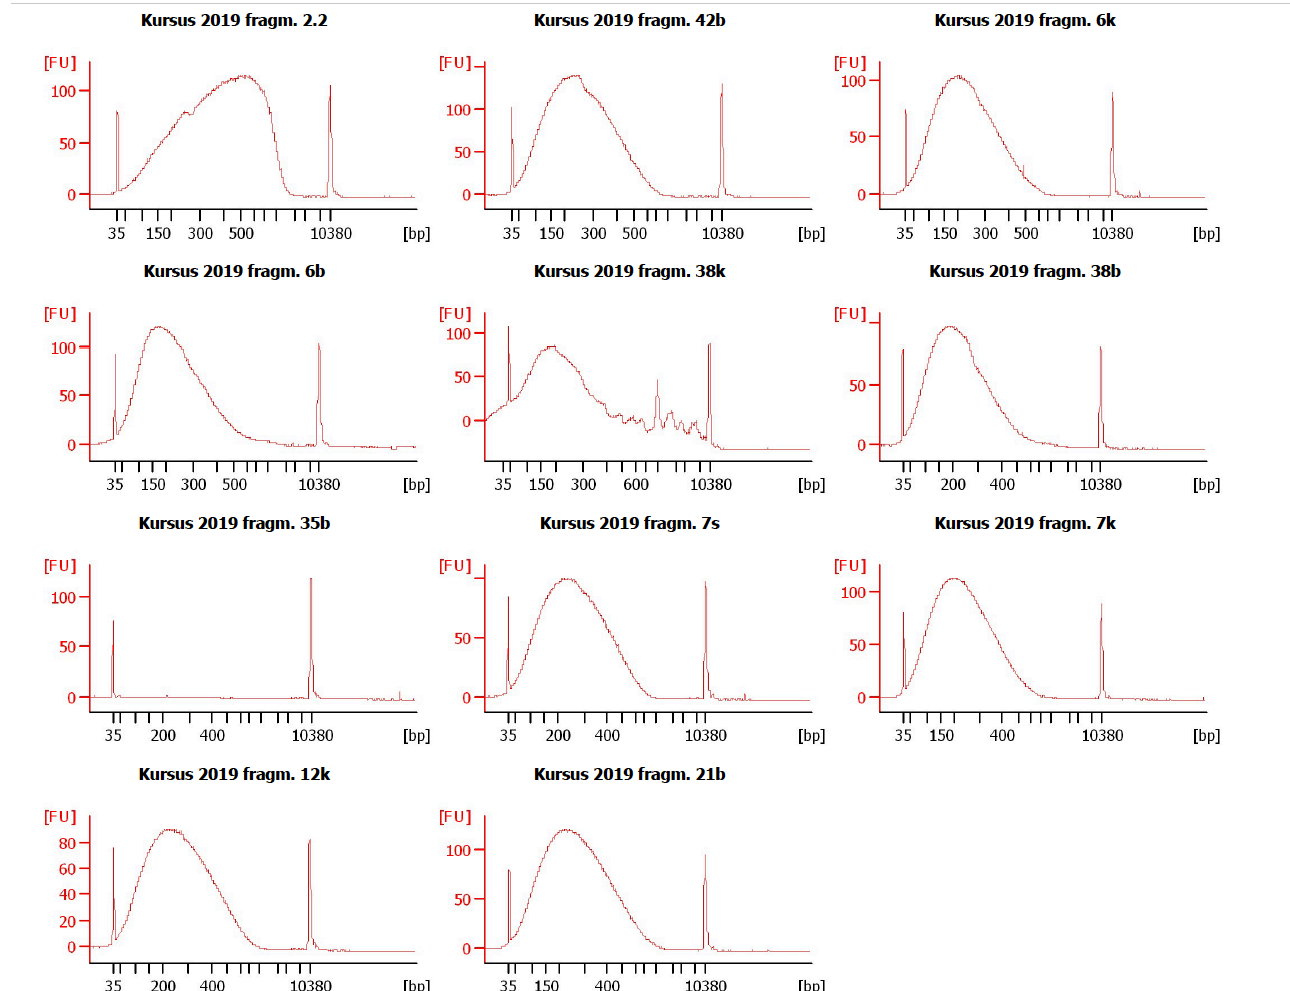 Kursus 2019 fragm. 2.2
[FU]
100
50
0
35 150 300 500 10380 [bp]
Kursus 2019 fragm. 42b
[FU]
100
50
0
35 150 300 500 10380 [bp]
Kursus 2019 fragm. 6k
[FU]
100
50
0
35 150 300 500 10380 [bp]
Kursus 2019 fragm. 6b
[FU]
100
50
0
35 150 300 500 10380 [bp]
Kursus 2019 fragm. 38k
[FU]
100
50
0
35 150 300 600 10380 [bp]
Kursus 2019 fragm. 38b
[FU]
50
0
35 200 400 10380 [bp]
Kursus 2019 fragm. 35b
[FU]
100
50
0
35 200 400 10380 [bp]
Kursus 2019 fragm. 7s
[FU]
50
0
35 200 400 10380 [bp]
Kursus 2019 fragm. 7k
[FU]
100
50
0
35 150 400 10380 [bp]
Kursus 2019 fragm. 12k
[FU]
80
60
40
20
0
35 200 400 10380 [bp]
Kursus 2019 fragm. 21b
[FU]
100
50
0
35 150 300 10380 [bp]